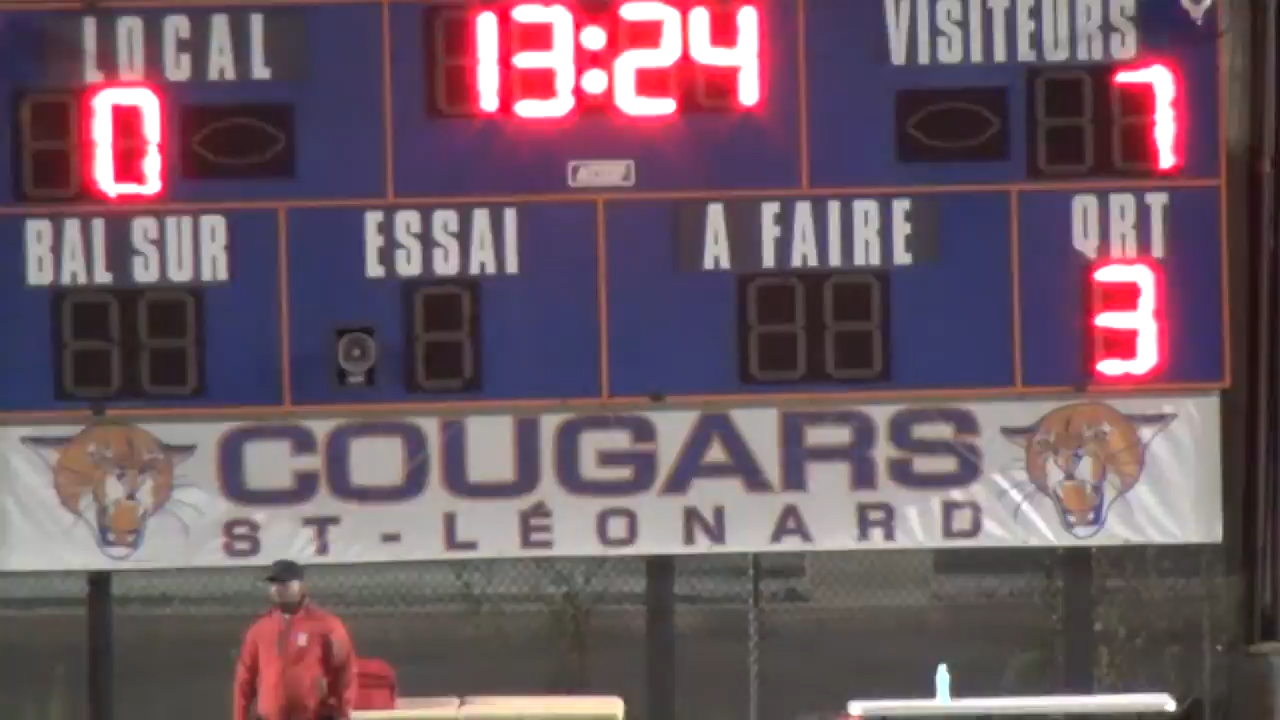 LOCAL 13:24 VISITEURS
0 7
BAL SUR ESSAI A FAIRE QRT
3
COUGARS
ST-LÉONARD